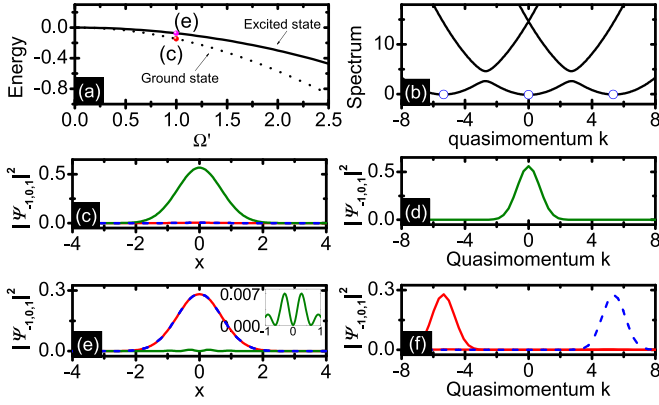 0.0
-0.4
-0.8
Energy
(a)
(e)
(c)
Excited state
Ground state
0.0 0.5 1.0 1.5 2.0 2.5
Ω'
Spectrum
10
0
(b)
-8 -4 0 4 8
quasimomentum k
|Ψ-1,0,1|²
0.5
0.0
(c)
-4 -2 0 2 4
x
|Ψ-1,0,1|²
0.5
0.0
(d)
-8 -4 0 4 8
Quasimomentum k
|Ψ-1,0,1|²
0.3
0.0
(e)
0.007
0.000
-1 0 1
-4 -2 0 2 4
x
|Ψ-1,0,1|²
0.3
0.0
(f)
-8 -4 0 4 8
Quasimomentum k